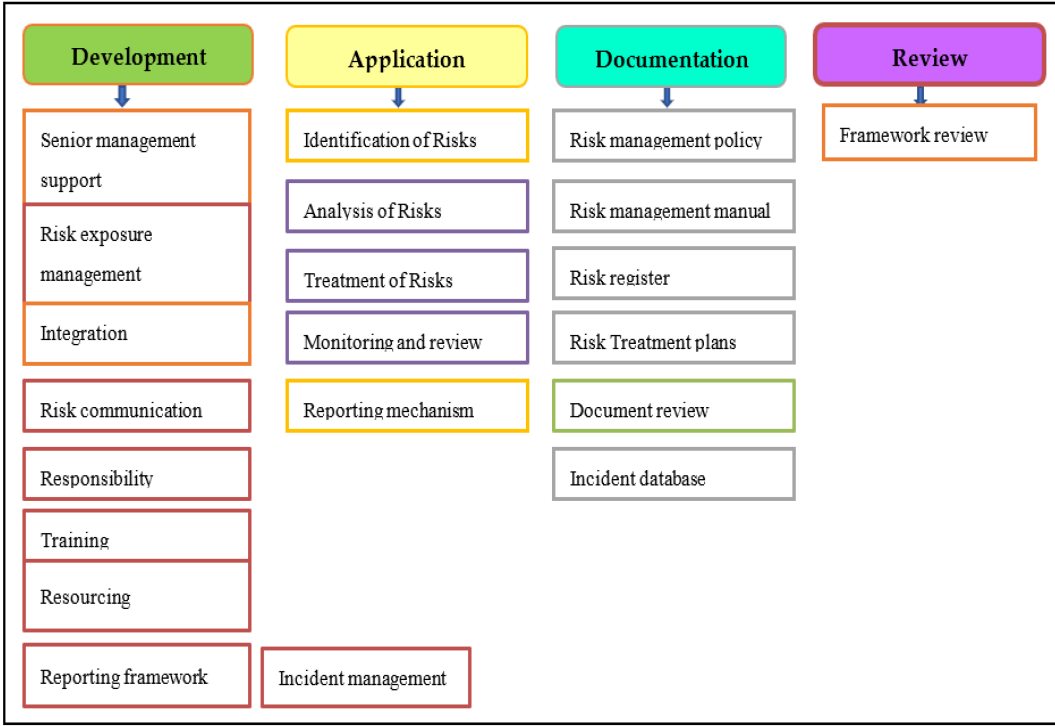 Development
Senior management
support
Risk exposure
management
Integration
Risk communication
Responsibility
Training
Resourcing
Reporting framework
Incident management
Application
Identification of Risks
Analysis of Risks
Treatment of Risks
Monitoring and review
Reporting mechanism
Documentation
Risk management policy
Risk management manual
Risk register
Risk Treatment plans
Document review
Incident database
Review
Framework review